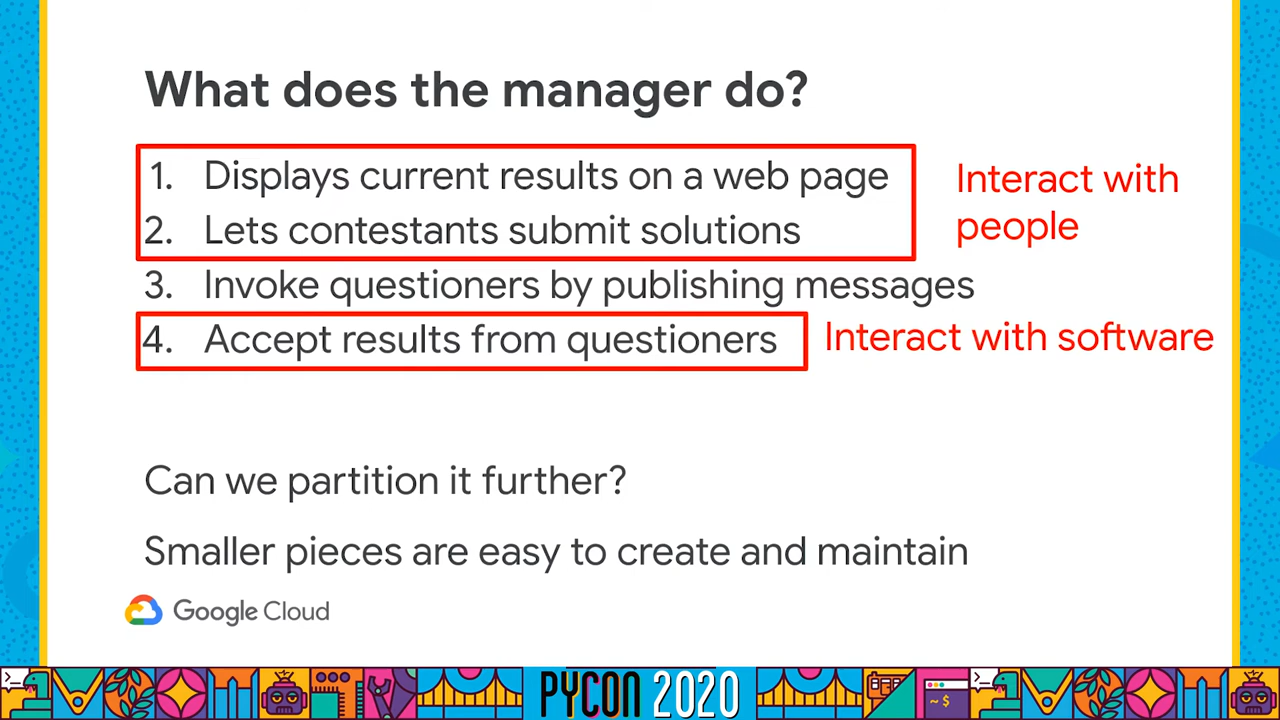 What does the manager do?
1. Displays current results on a web page
2. Lets contestants submit solutions
Interact with
people
3. Invoke questioners by publishing messages
4. Accept results from questioners
Interact with software
Can we partition it further?
Smaller pieces are easy to create and maintain
Google Cloud
PYCON 2020
~$